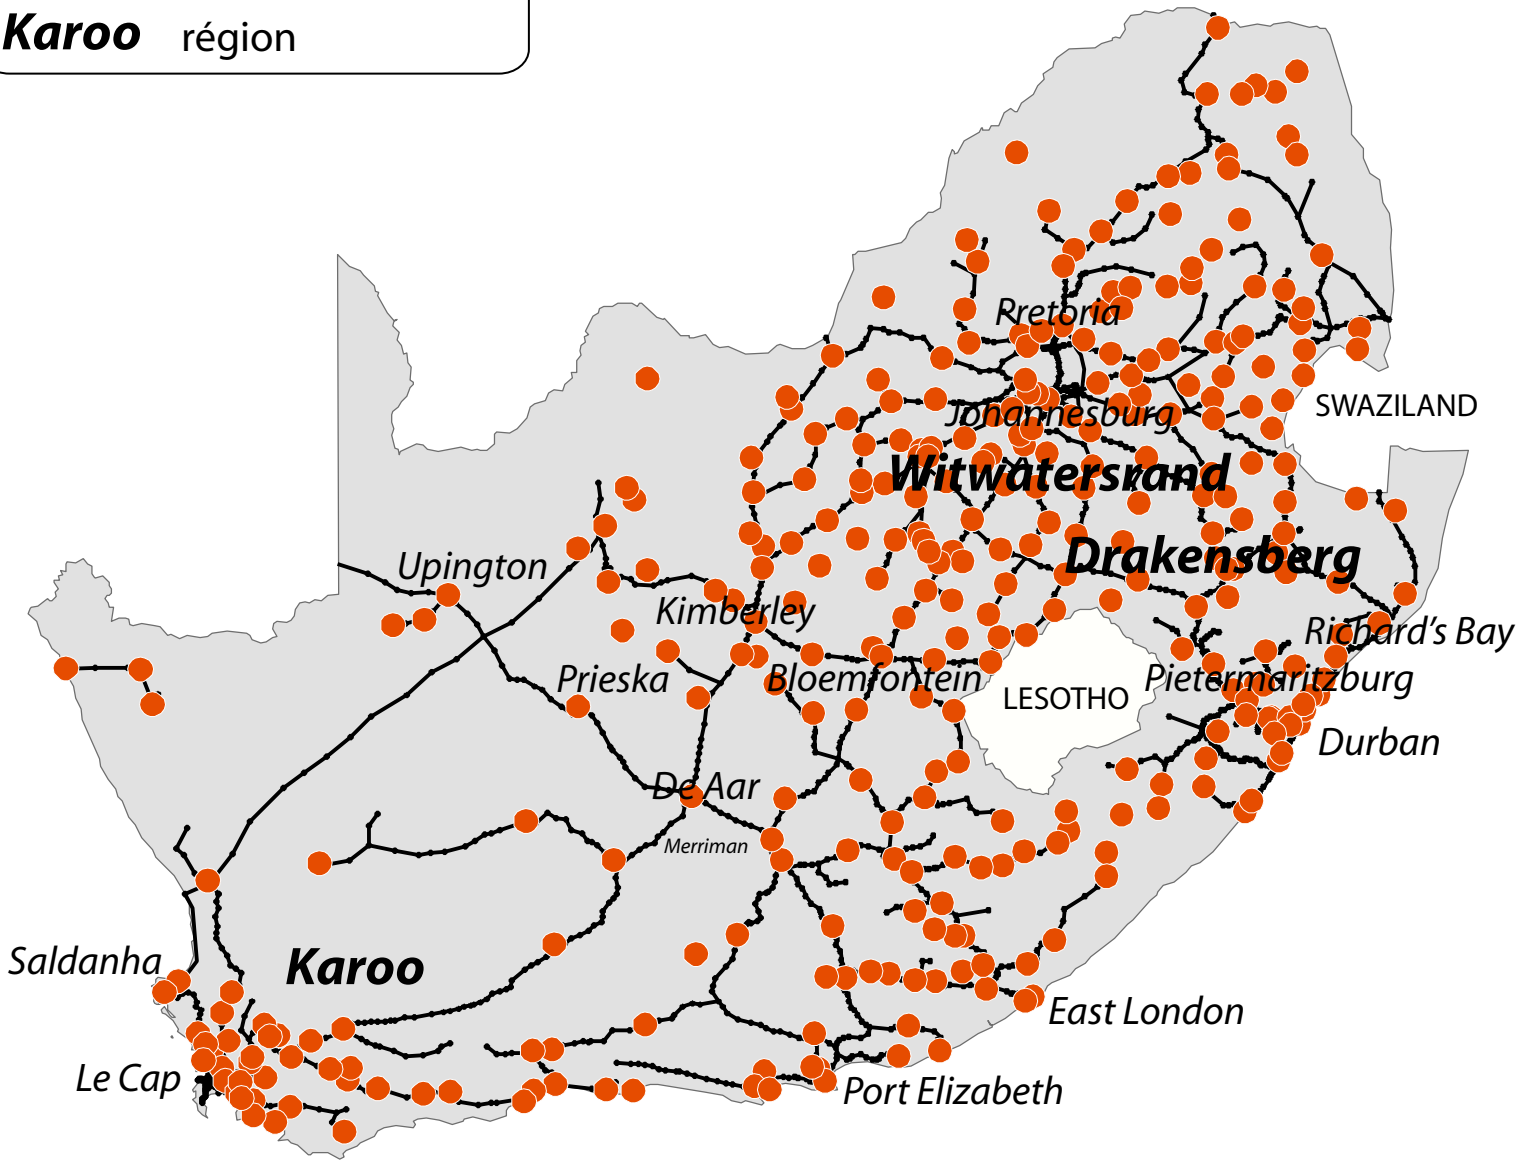 Karoo région
Pretoria
Johannesburg
SWAZILAND
Witwatersrand
Drakensberg
Upington
Kimberley
Richard's Bay
Prieska
Bloemfontein
Pietermaritzburg
LESOTHO
Durban
De Aar
Merriman
Saldanha
Karoo
East London
Le Cap
Port Elizabeth